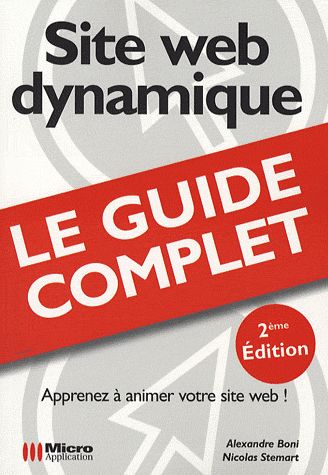 Site web
dynamique
LE GUIDE
COMPLET
2ème
Édition
Apprenez à animer votre site web !
Micro
Application
Alexandre Boni
Nicolas Stemart